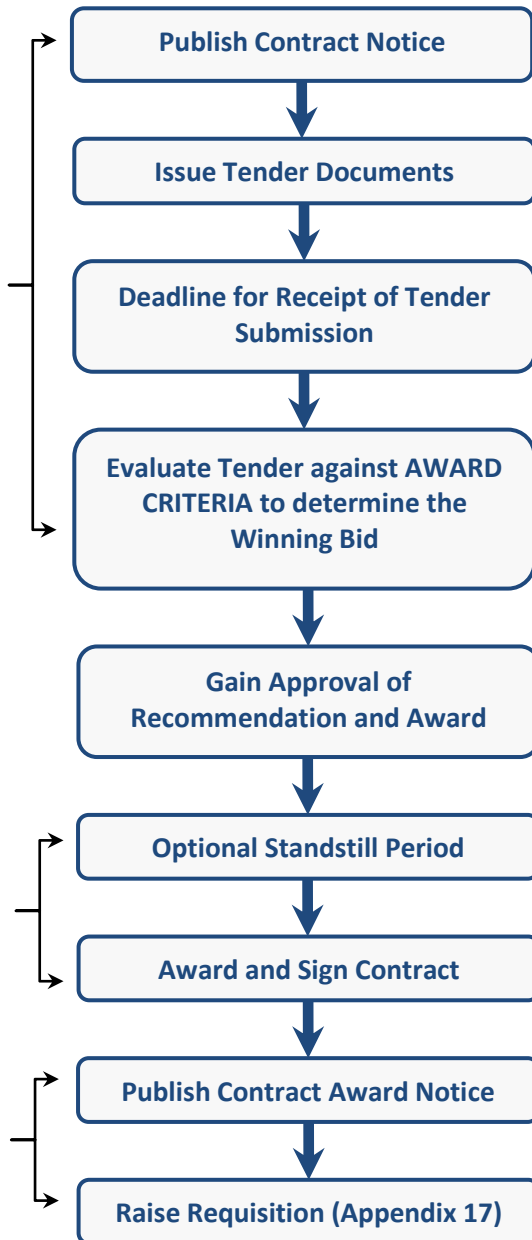 Publish Contract Notice
Issue Tender Documents
Deadline for Receipt of Tender
Submission
Evaluate Tender against AWARD
CRITERIA to determine the
Winning Bid
Gain Approval of
Recommendation and Award
Optional Standstill Period
Award and Sign Contract
Publish Contract Award Notice
Raise Requisition (Appendix 17)